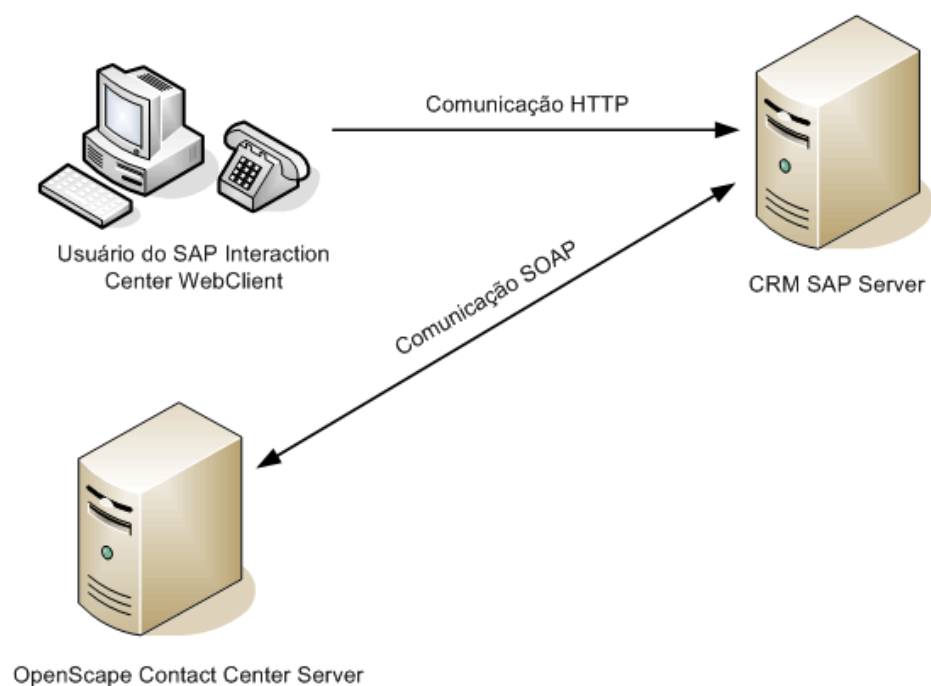 Comunicação HTTP
Usuário do SAP Interaction
Center WebClient
Comunicação SOAP
CRM SAP Server
OpenScape Contact Center Server